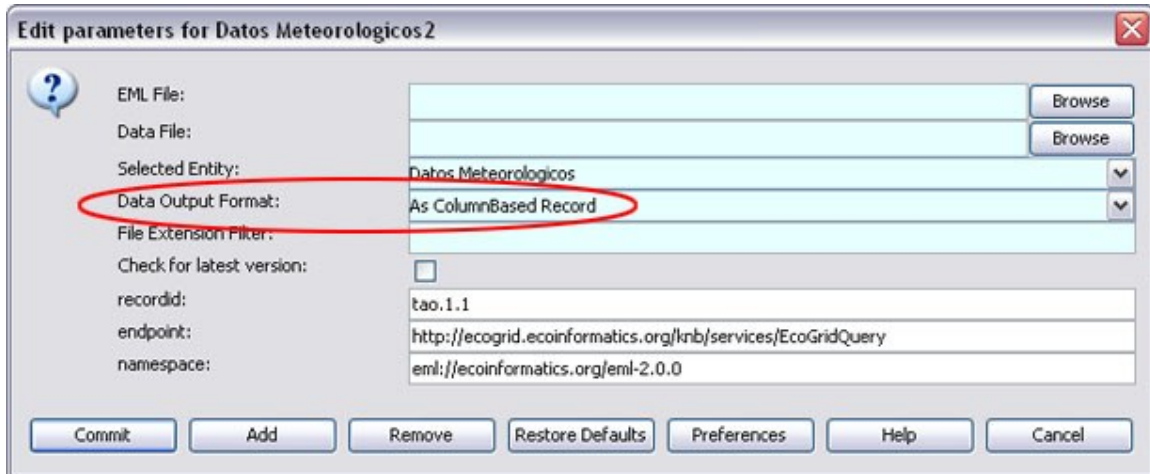 Edit parameters for Datos Meteorologicos2
EML File:
Browse
Data File:
Browse
Selected Entity:
Datos Meteorologicos
Data Output Format:
As ColumnBased Record
File Extension Filter:
Check for latest version:
recordid:
tao.1.1
endpoint:
http://ecogrid.ecoinformatics.org/knb/services/EcoGridQuery
namespace:
eml://ecoinformatics.org/eml-2.0.0
Commit
Add
Remove
Restore Defaults
Preferences
Help
Cancel